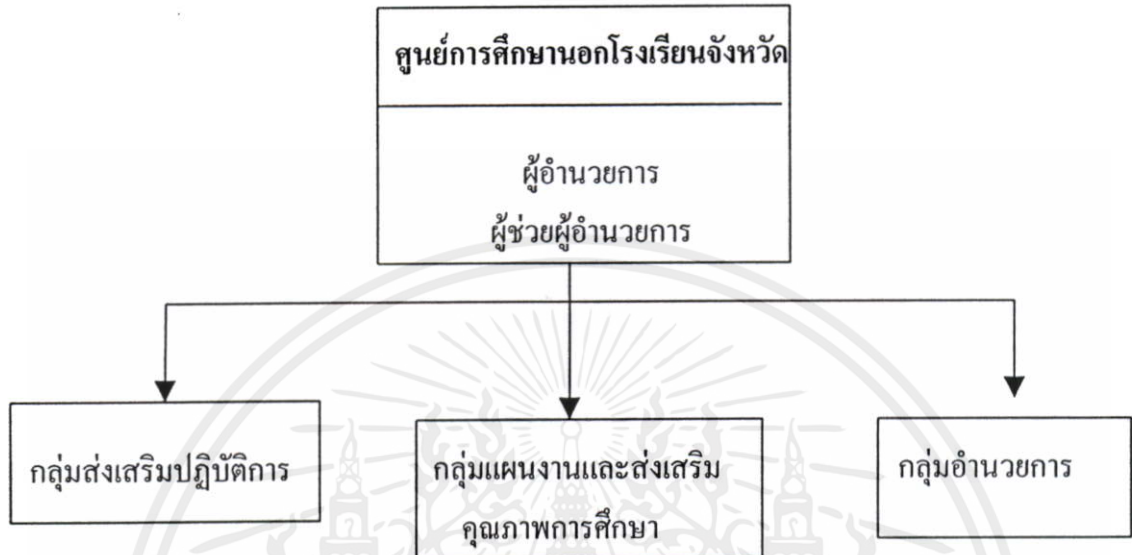 ศูนย์การศึกษานอกโรงเรียนจังหวัด
ผู้อำนวยการ
ผู้ช่วยผู้อำนวยการ
กลุ่มส่งเสริมปฏิบัติการ
กลุ่มแผนงานและส่งเสริม
คุณภาพการศึกษา
กลุ่มอำนวยการ